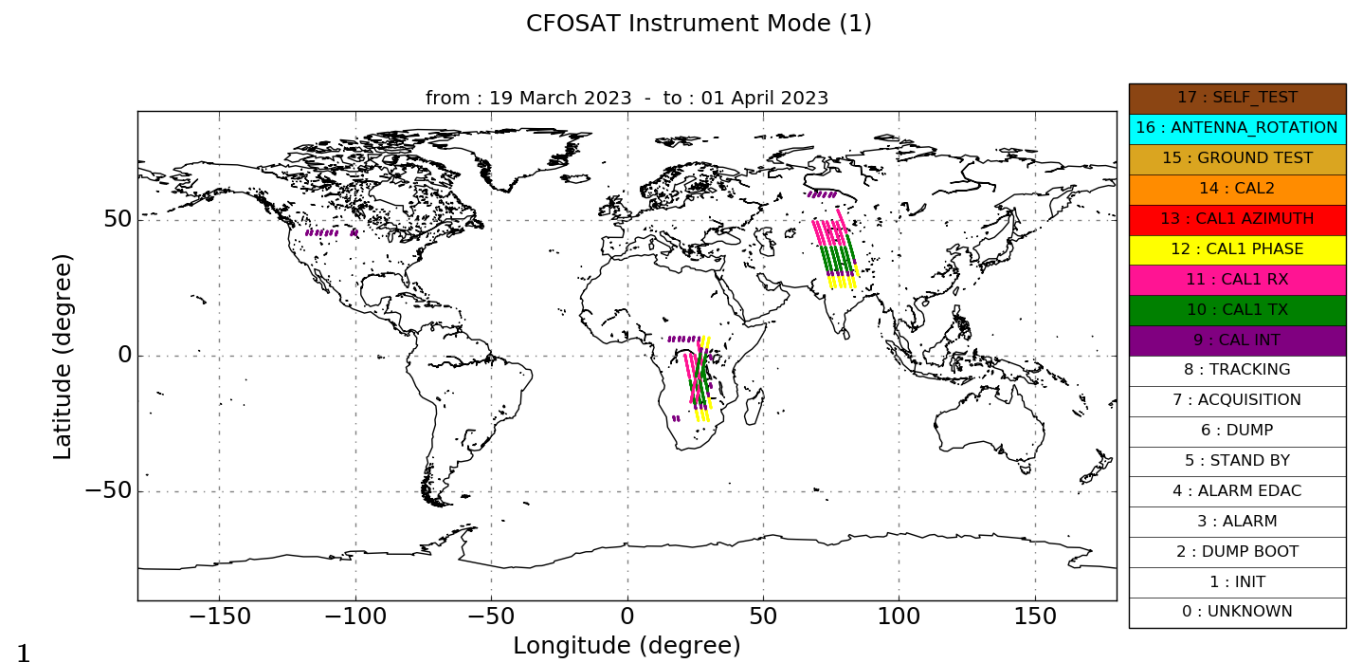 CFOSAT Instrument Mode (1)
from : 19 March 2023 - to : 01 April 2023
17 : SELF_TEST
16 : ANTENNA_ROTATION
15 : GROUND TEST
14 : CAL2
13 : CAL1 AZIMUTH
12 : CAL1 PHASE
11 : CAL1 RX
10 : CAL1 TX
9 : CAL INT
8 : TRACKING
7 : ACQUISITION
6 : DUMP
5 : STAND BY
4 : ALARM EDAC
3 : ALARM
2 : DUMP BOOT
1 : INIT
0 : UNKNOWN
Latitude (degree)
50
0
−50
−150 −100 −50 0 50 100 150
Longitude (degree)
1